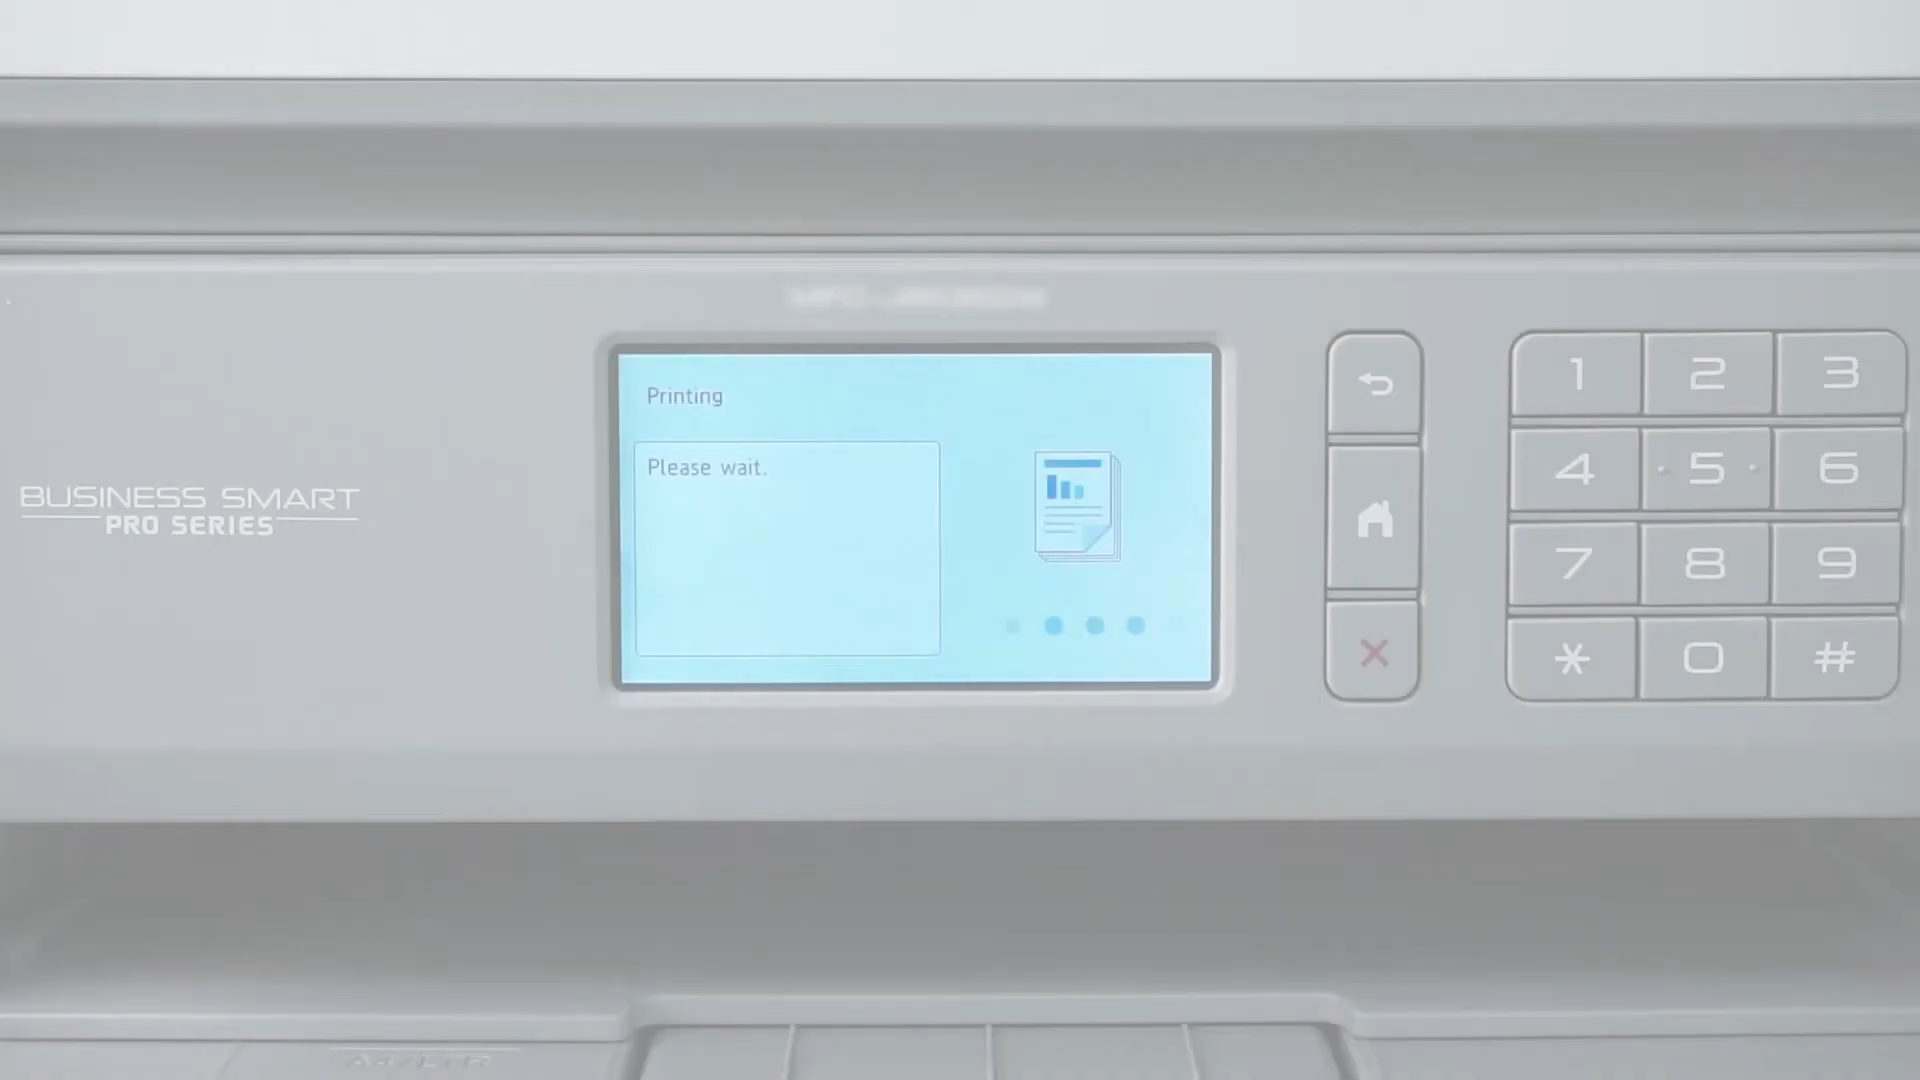 Printing
Please wait.
BUSINESS SMART
PRO SERIES
1 2 3
4 5 6
7 8 9
* 0 #